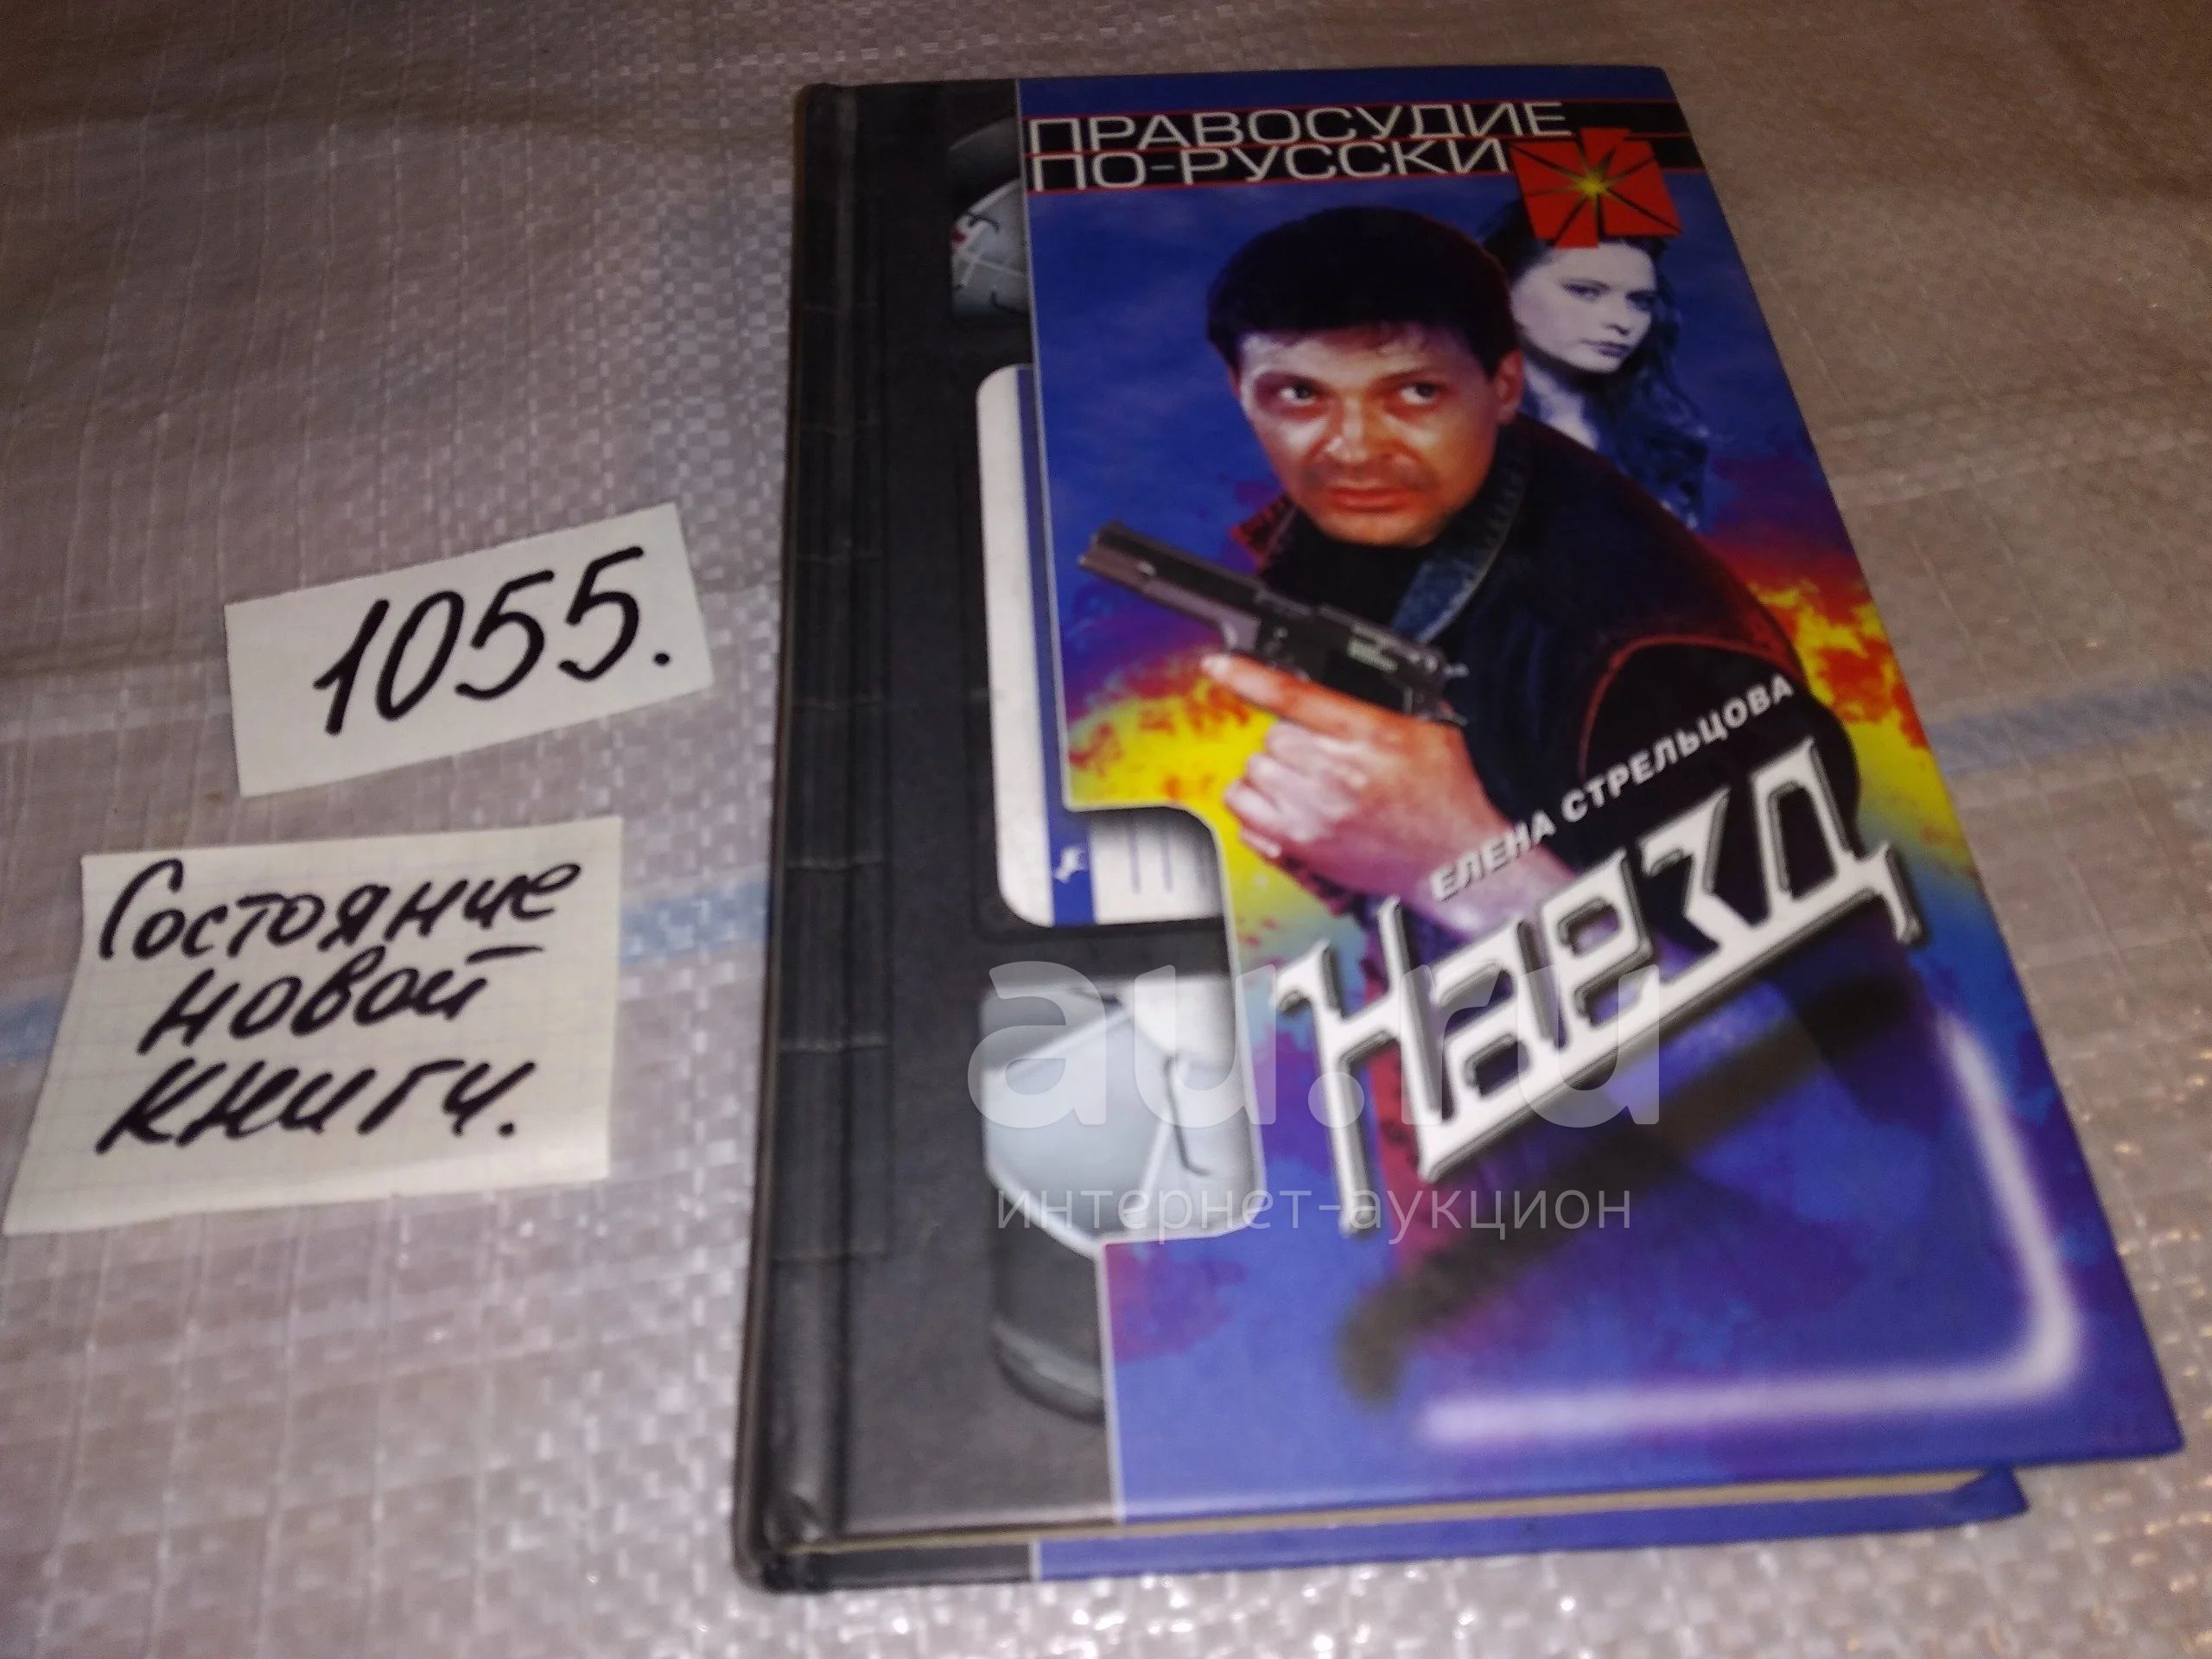 ПРАВОСУДИЕ
ПО-РУССКИ
1055.
ЕЛЕНА СТРЕЛЬЦОВА
Наезд
Состояние
новой
книги.
au.ru
интернет-аукцион